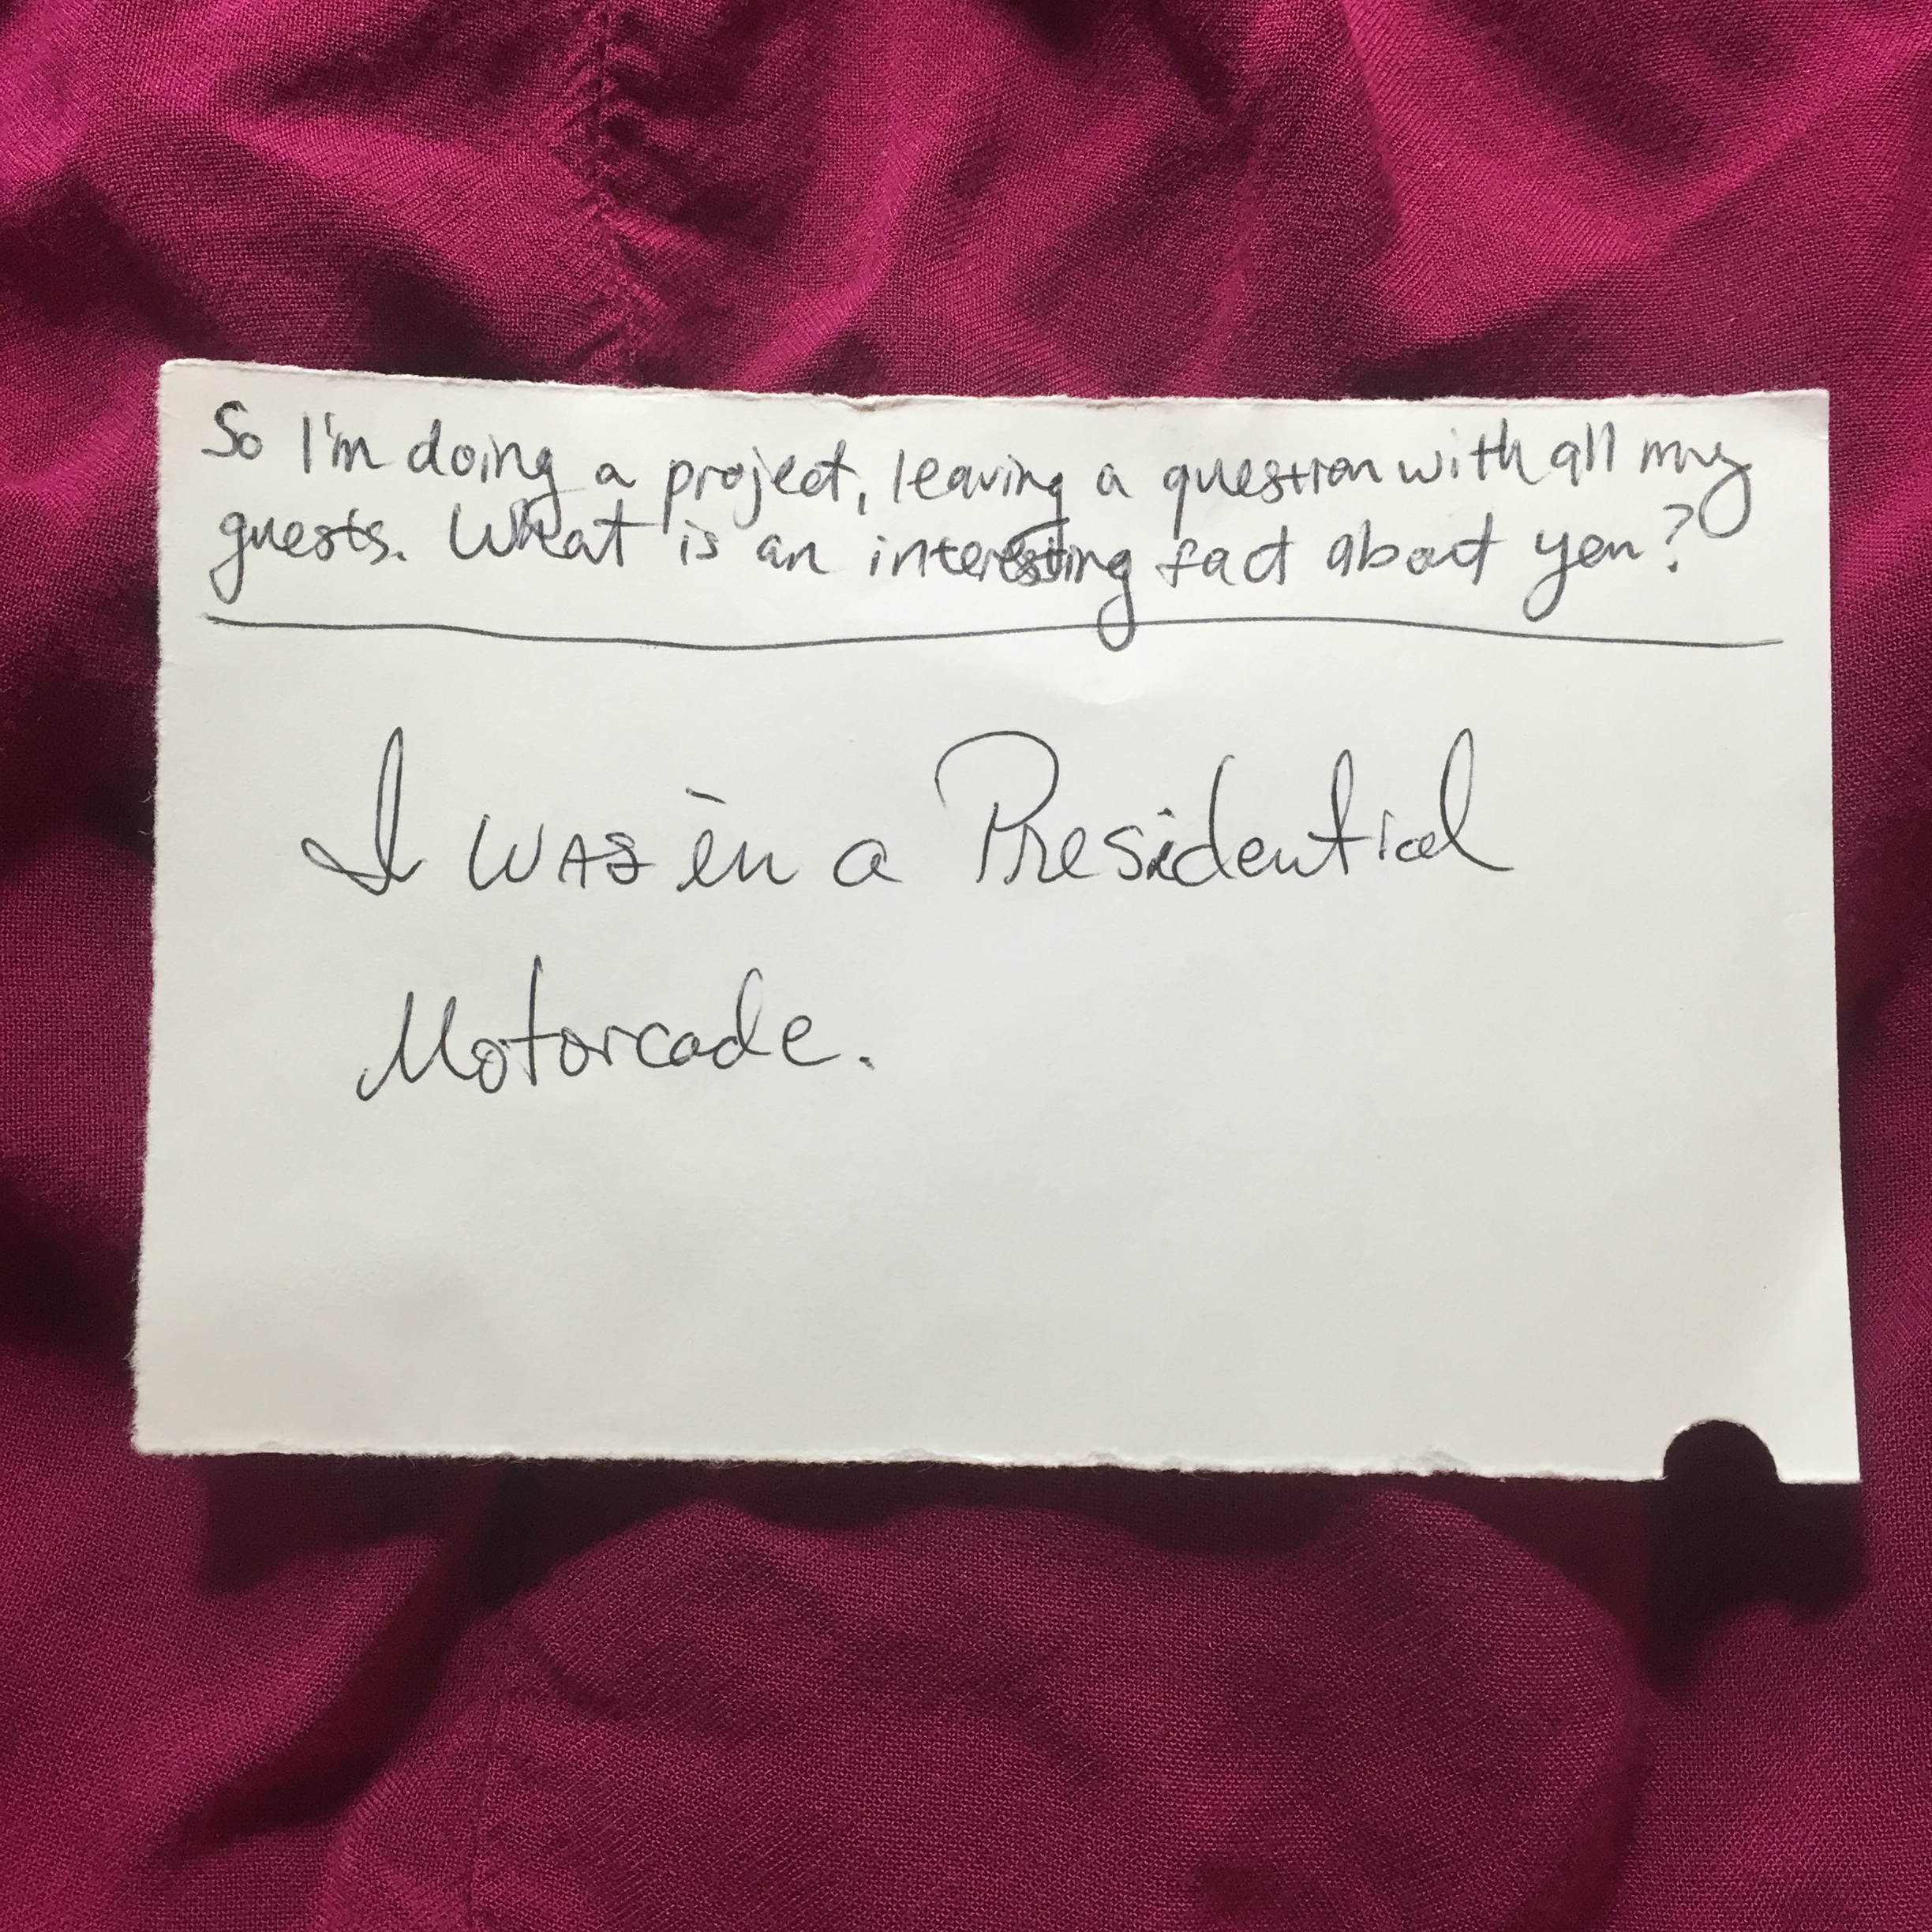 So I'm doing a project, leaving a question with all my
guests. What is an interesting fact about you?
I was in a Presidential
Motorcade.